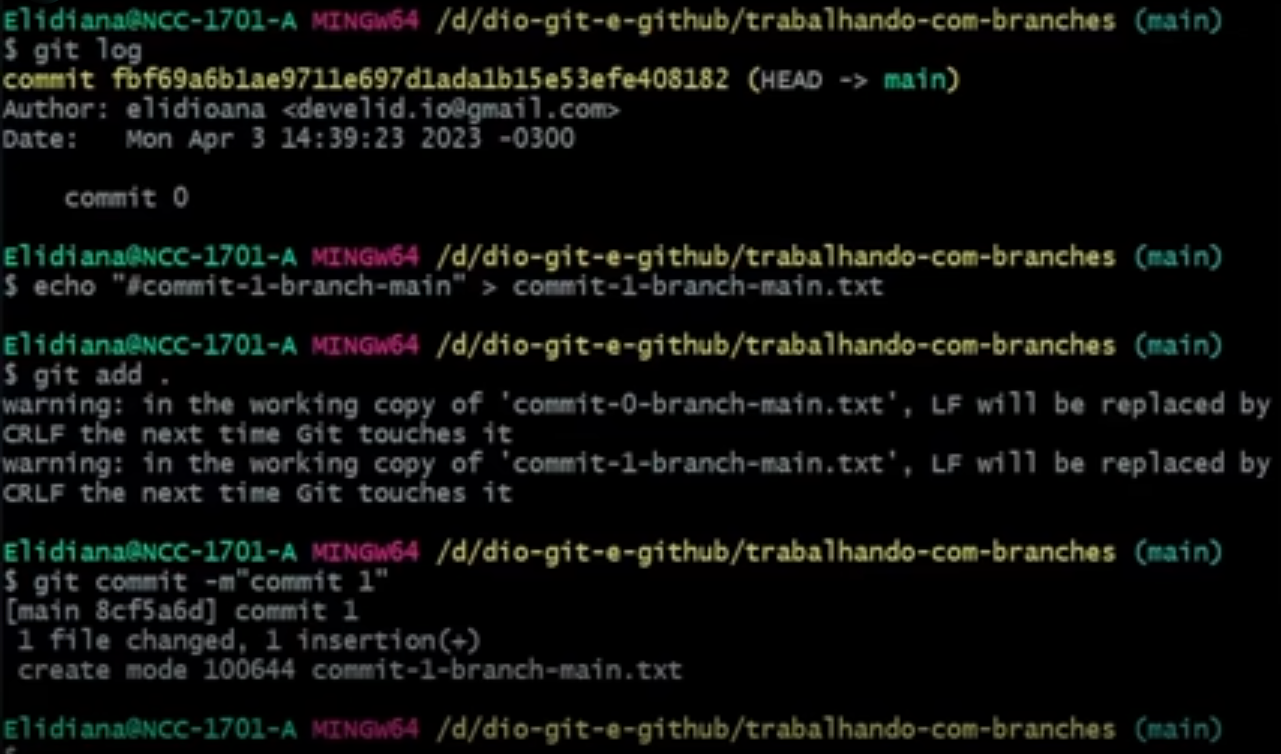 Elidiana@NCC-1701-A MINGW64 /d/dio-git-e-github/trabalhando-com-branches (main)
$ git log
commit fbf69a6b1ae9711e697d1ada1b15e53efe408182 (HEAD -> main)
Author: elidioana <develid.io@gmail.com>
Date:   Mon Apr 3 14:39:23 2023 -0300
commit 0
Elidiana@NCC-1701-A MINGW64 /d/dio-git-e-github/trabalhando-com-branches (main)
$ echo "#commit-1-branch-main" > commit-1-branch-main.txt
Elidiana@NCC-1701-A MINGW64 /d/dio-git-e-github/trabalhando-com-branches (main)
$ git add .
warning: in the working copy of 'commit-0-branch-main.txt', LF will be replaced by
CRLF the next time Git touches it
warning: in the working copy of 'commit-1-branch-main.txt', LF will be replaced by
CRLF the next time Git touches it
Elidiana@NCC-1701-A MINGW64 /d/dio-git-e-github/trabalhando-com-branches (main)
$ git commit -m"commit 1"
[main 8cf5a6d] commit 1
 1 file changed, 1 insertion(+)
 create mode 100644 commit-1-branch-main.txt
Elidiana@NCC-1701-A MINGW64 /d/dio-git-e-github/trabalhando-com-branches (main)
$